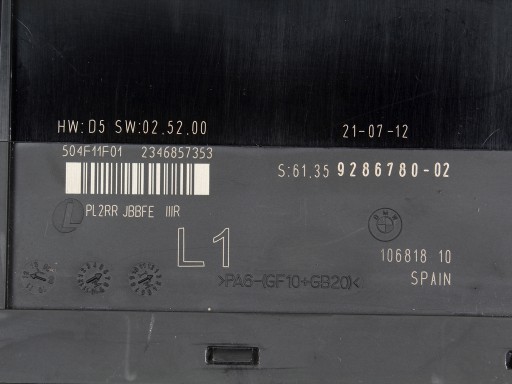 HW:D5 SW:02.52.00 21-07-12
504F11F01 2346857353
S:61.35 9286780-02
PL2RR JBBFE IIIR
L1
106818 10
>PA6-(GF10+GB20)<
SPAIN